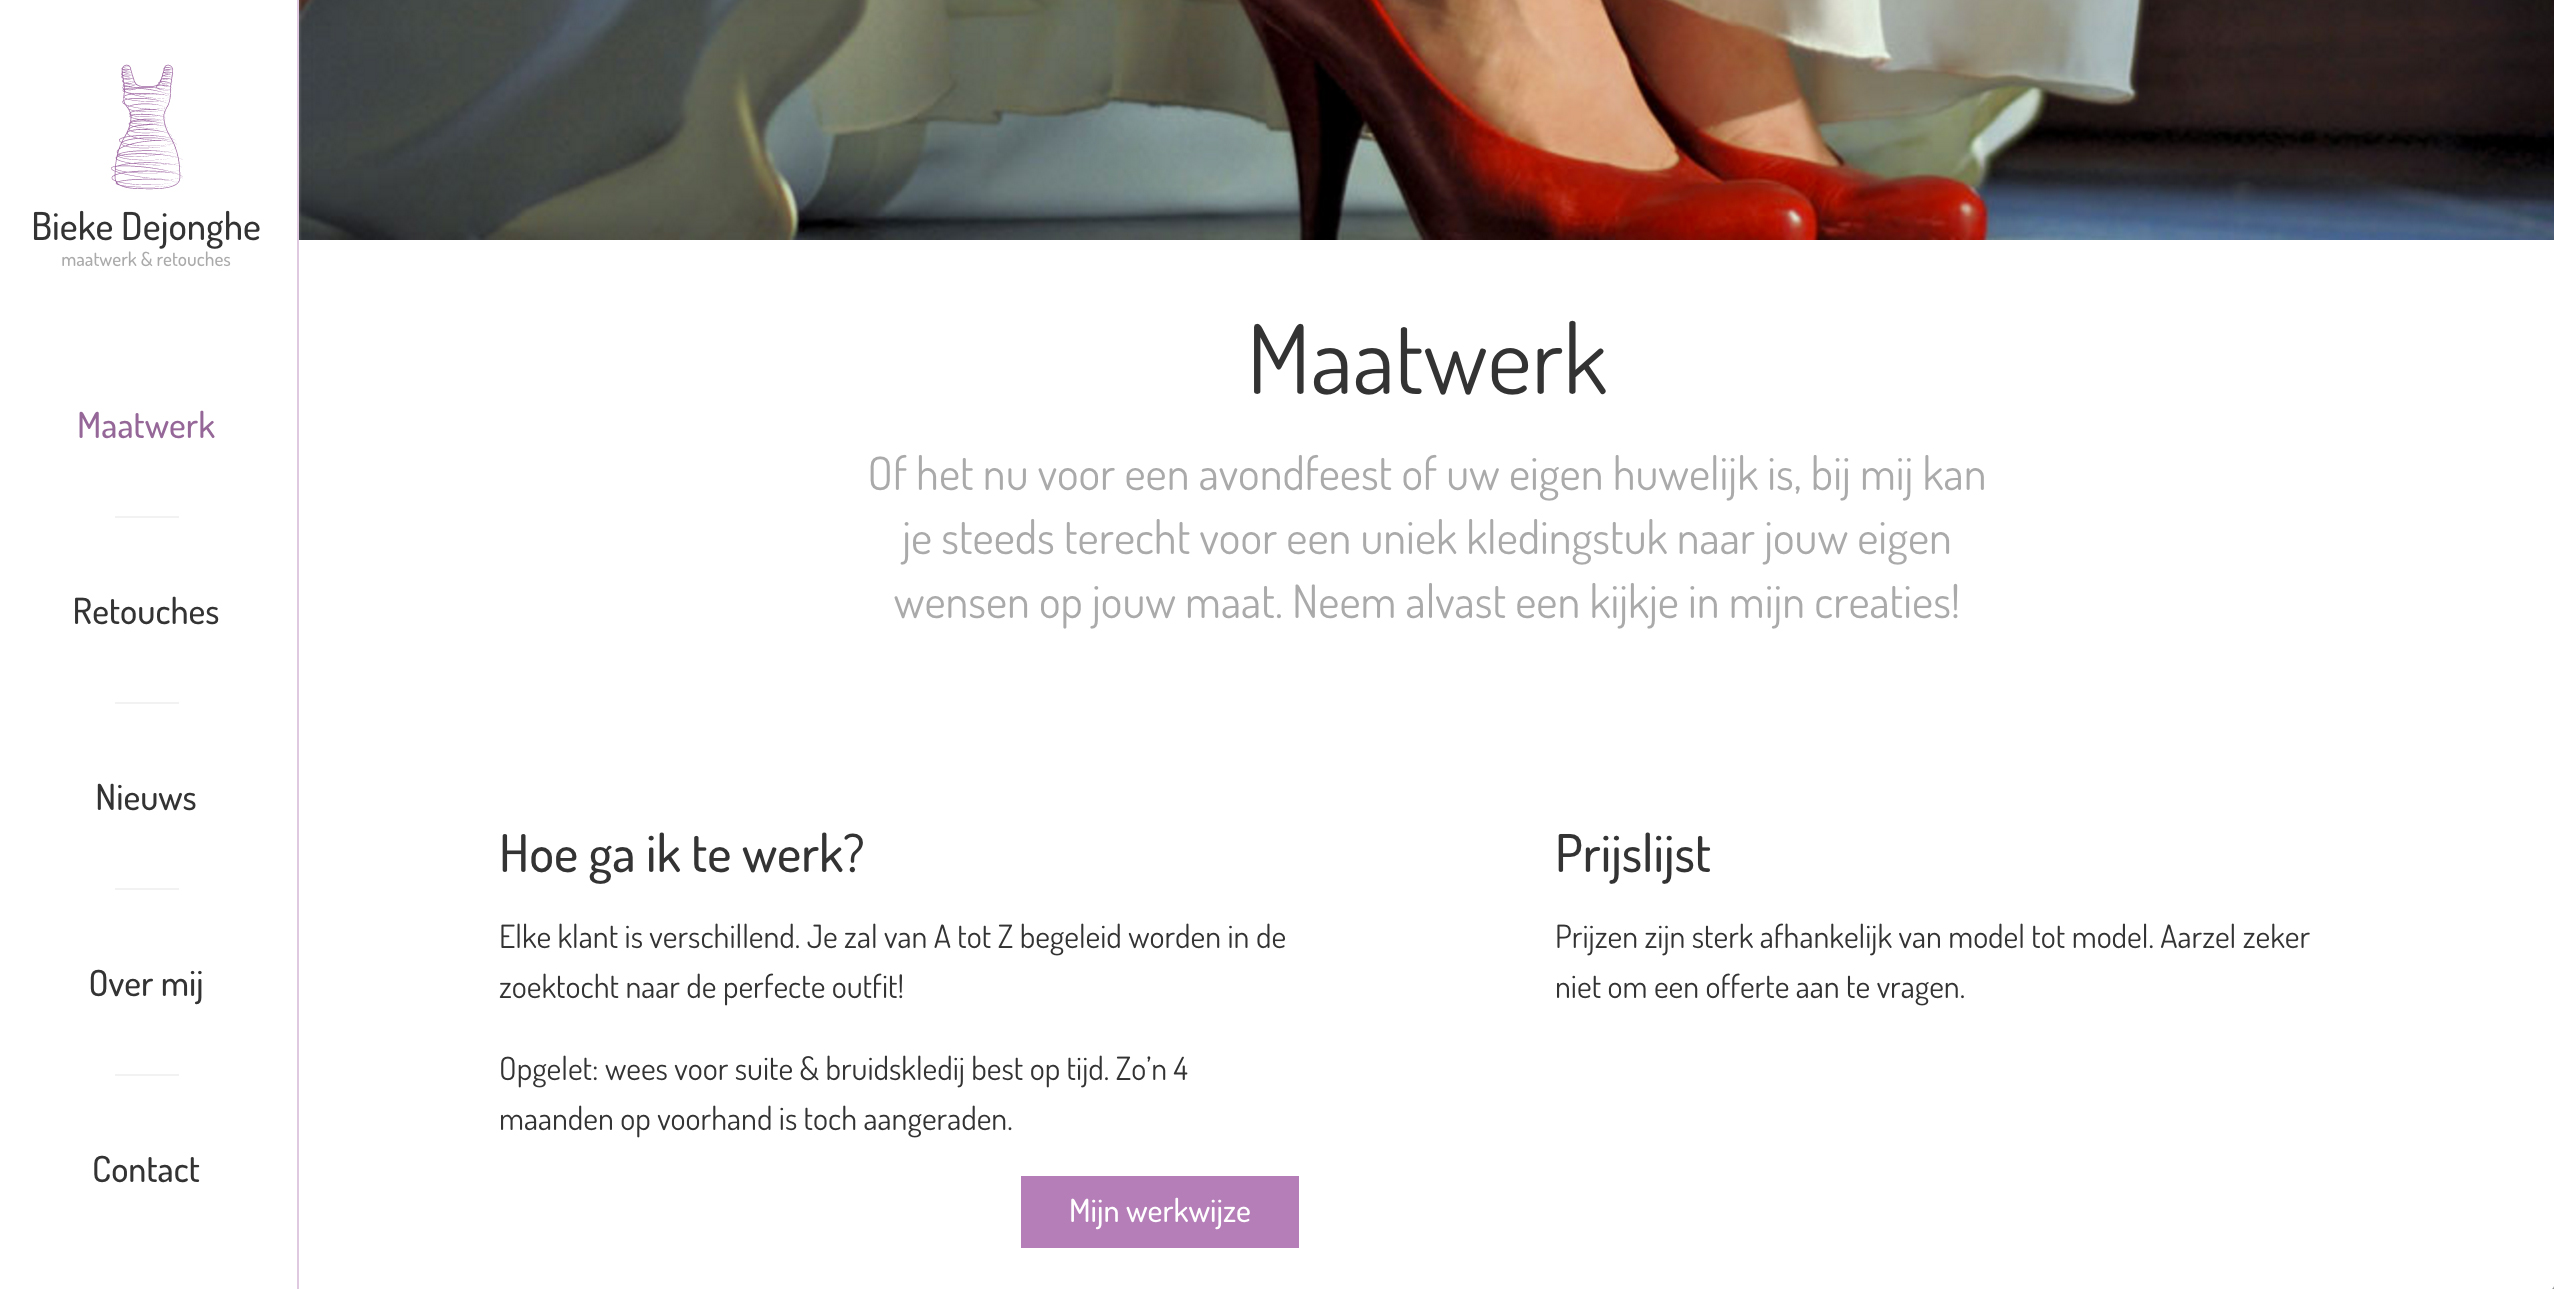 Bieke Dejonghe
maatwerk & retouches
Maatwerk
Retouches
Nieuws
Over mij
Contact
Maatwerk
Of het nu voor een avondfeest of uw eigen huwelijk is, bij mij kan
je steeds terecht voor een uniek kledingstuk naar jouw eigen
wensen op jouw maat. Neem alvast een kijkje in mijn creaties!
Hoe ga ik te werk?
Elke klant is verschillend. Je zal van A tot Z begeleid worden in de
zoektocht naar de perfecte outfit!
Opgelet: wees voor suite & bruidskledij best op tijd. Zo’n 4
maanden op voorhand is toch aangeraden.
Mijn werkwijze
Prijslijst
Prijzen zijn sterk afhankelijk van model tot model. Aarzel zeker
niet om een offerte aan te vragen.